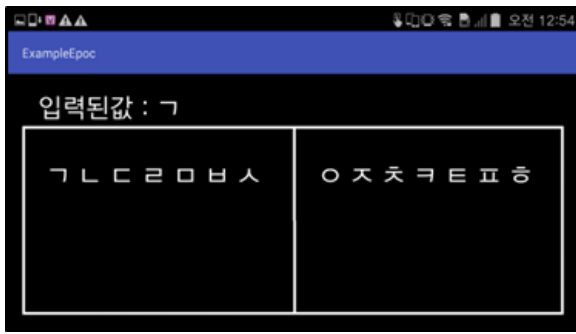 오전 12:54
ExampleEpoc
입력된값 : ㄱ
ㄱ ㄴ ㄷ ㄹ ㅁ ㅂ ㅅ
ㅇ ㅈ ㅊ ㅋ ㅌ ㅍ ㅎ